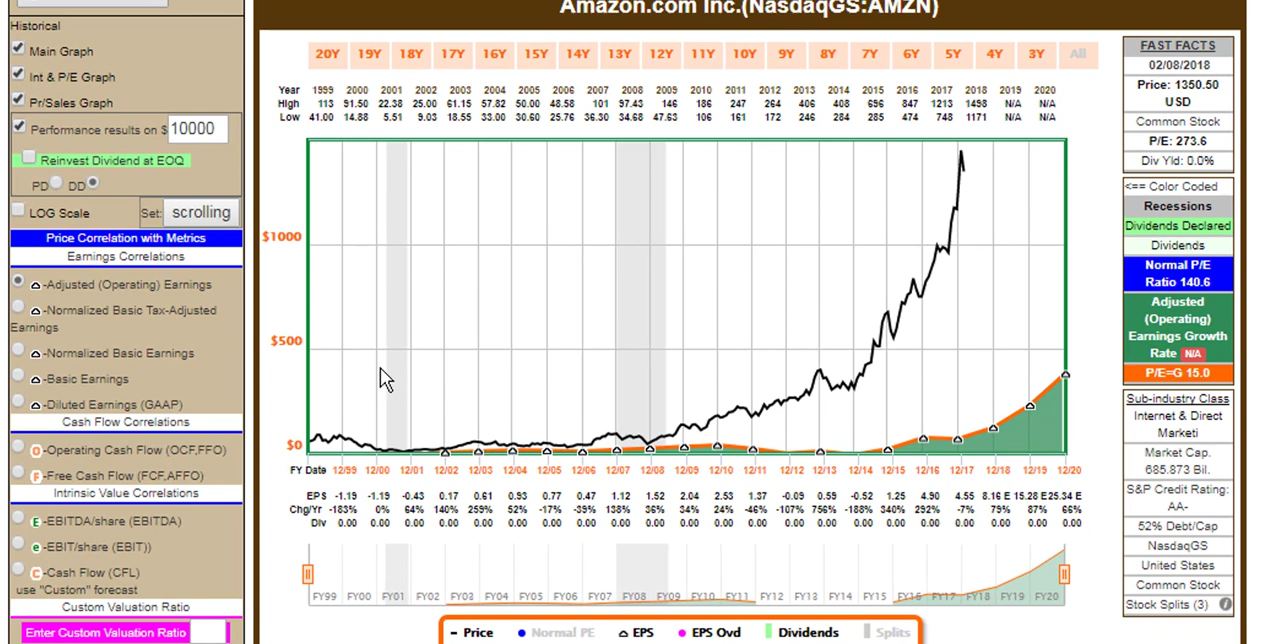 Amazon.com Inc.(NasdaqGS:AMZN)
Historical
Main Graph
Int & P/E Graph
Pr/Sales Graph
Performance results on $ 10000
Reinvest Dividend at EOQ
PD DD
LOG Scale Set: scrolling
Price Correlation with Metrics
Earnings Correlations
-Adjusted (Operating) Earnings
-Normalized Basic Tax-Adjusted
Earnings
-Normalized Basic Earnings
-Basic Earnings
-Diluted Earnings (GAAP)
Cash Flow Correlations
O -Operating Cash Flow (OCF,FFO)
F -Free Cash Flow (FCF,AFFO)
Intrinsic Value Correlations
E -EBITDA/share (EBITDA)
e -EBIT/share (EBIT))
C -Cash Flow (CFL)
use "Custom" forecast
Custom Valuation Ratio
Enter Custom Valuation Ratio
20Y 19Y 18Y 17Y 16Y 15Y 14Y 13Y 12Y 11Y 10Y 9Y 8Y 7Y 6Y 5Y 4Y 3Y All
Year 1999 2000 2001 2002 2003 2004 2005 2006 2007 2008 2009 2010 2011 2012 2013 2014 2015 2016 2017 2018 2019 2020
High 113 91.50 22.38 25.00 61.15 57.82 50.00 48.58 101 97.43 146 186 247 264 406 408 696 847 1213 1498 N/A N/A
Low 41.00 14.88 5.51 9.03 18.55 33.00 30.60 25.76 36.30 34.68 47.63 106 161 172 246 284 285 474 748 1171 N/A N/A
$1000
$500
$0
FY Date 12/99 12/00 12/01 12/02 12/03 12/04 12/05 12/06 12/07 12/08 12/09 12/10 12/11 12/12 12/13 12/14 12/15 12/16 12/17 12/18 12/19 12/20
EPS -1.19 -1.19 -0.43 0.17 0.61 0.93 0.77 0.47 1.12 1.52 2.04 2.53 1.37 -0.09 0.59 -0.52 1.25 4.90 4.55 8.16 E 15.28 E 25.34 E
Chg/Yr -183% 0% 64% 140% 259% 52% -17% -39% 138% 36% 34% 24% -46% -107% 756% -188% 340% 292% -7% 79% 87% 66%
Div 0.00 0.00 0.00 0.00 0.00 0.00 0.00 0.00 0.00 0.00 0.00 0.00 0.00 0.00 0.00 0.00 0.00 0.00 0.00 0.00 0.00 0.00
FY99 FY00 FY01 FY02 FY03 FY04 FY05 FY06 FY07 FY08 FY09 FY10 FY11 FY12 FY13 FY14 FY15 FY16 FY17 FY18 FY19 FY20
Price Normal PE EPS EPS Ovd Dividends Splits
FAST FACTS
02/08/2018
Price: 1350.50
USD
Common Stock
P/E: 273.6
Div Yld: 0.0%
<== Color Coded
Recessions
Dividends Declared
Dividends
Normal P/E
Ratio 140.6
Adjusted
(Operating)
Earnings Growth
Rate N/A
P/E=G 15.0
Sub-industry Class
Internet & Direct
Marketi
Market Cap.
685.873 Bil.
S&P Credit Rating:
AA-
52% Debt/Cap
NasdaqGS
United States
Common Stock
Stock Splits (3) i